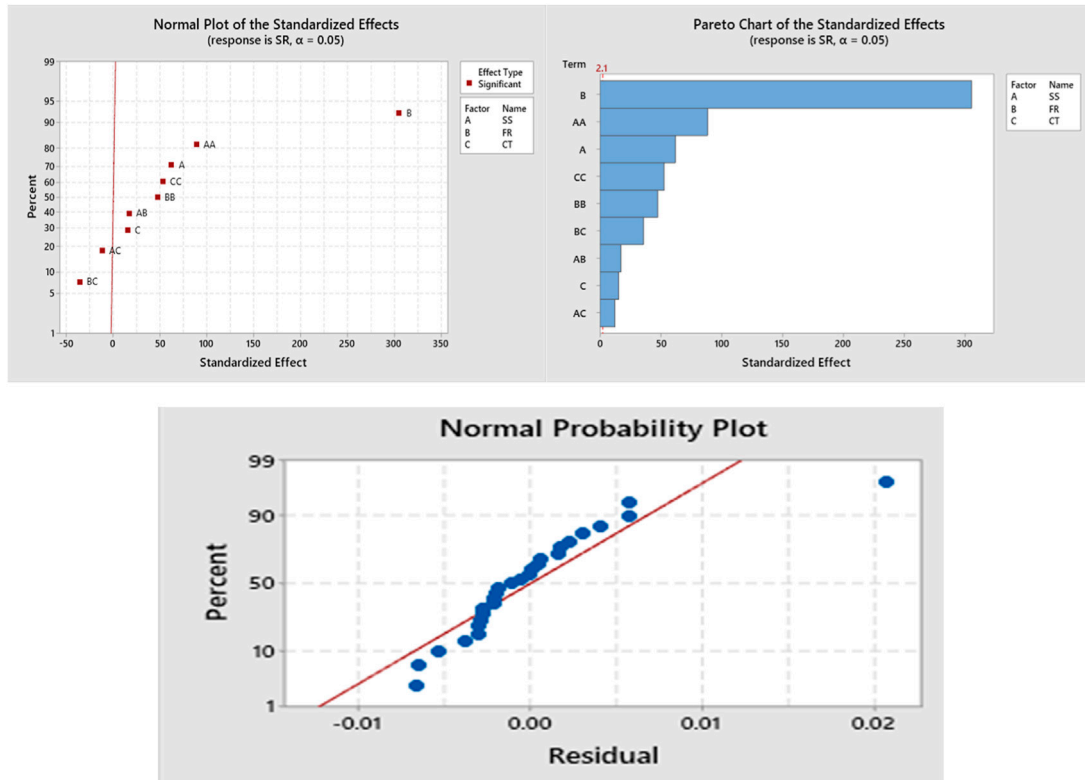 Normal Plot of the Standardized Effects
(response is SR, α = 0.05)
99
95
90
80
70
60
50
40
30
20
10
5
1
Percent
B
AA
A
CC
BB
AB
C
AC
BC
-50 0 50 100 150 200 250 300 350
Standardized Effect
Effect Type
Significant
Factor Name
A SS
B FR
C CT
Pareto Chart of the Standardized Effects
(response is SR, α = 0.05)
Term
2.1
B
AA
A
CC
BB
BC
AB
C
AC
0 50 100 150 200 250 300
Standardized Effect
Factor Name
A SS
B FR
C CT
Normal Probability Plot
99
90
50
10
1
Percent
-0.01 0.00 0.01 0.02
Residual